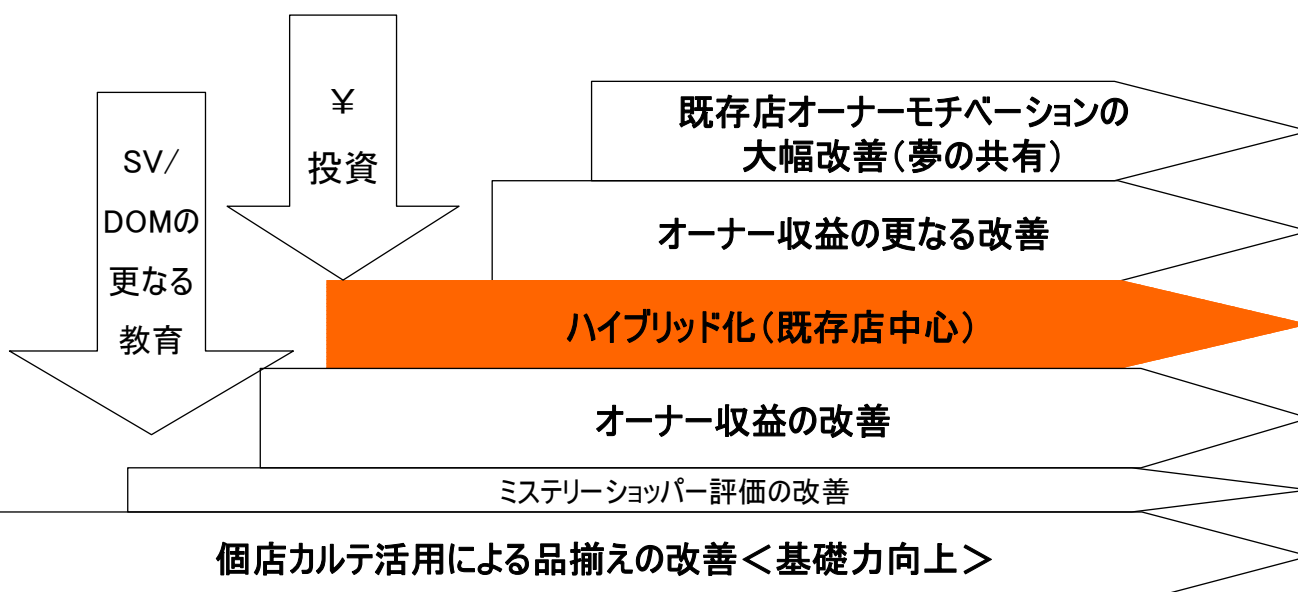 SV/
DOMの
更なる
教育
￥
投資
既存店オーナーモチベーションの
大幅改善(夢の共有)
オーナー収益の更なる改善
ハイブリッド化(既存店中心)
オーナー収益の改善
ミステリーショッパー評価の改善
個店カルテ活用による品揃えの改善＜基礎力向上＞